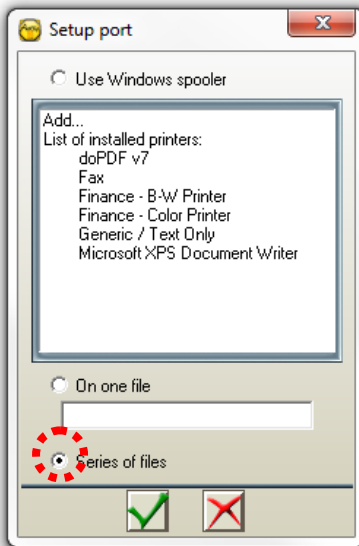 Setup port
Use Windows spooler
Add...
List of installed printers:
doPDF v7
Fax
Finance - B-W Printer
Finance - Color Printer
Generic / Text Only
Microsoft XPS Document Writer
On one file
Series of files